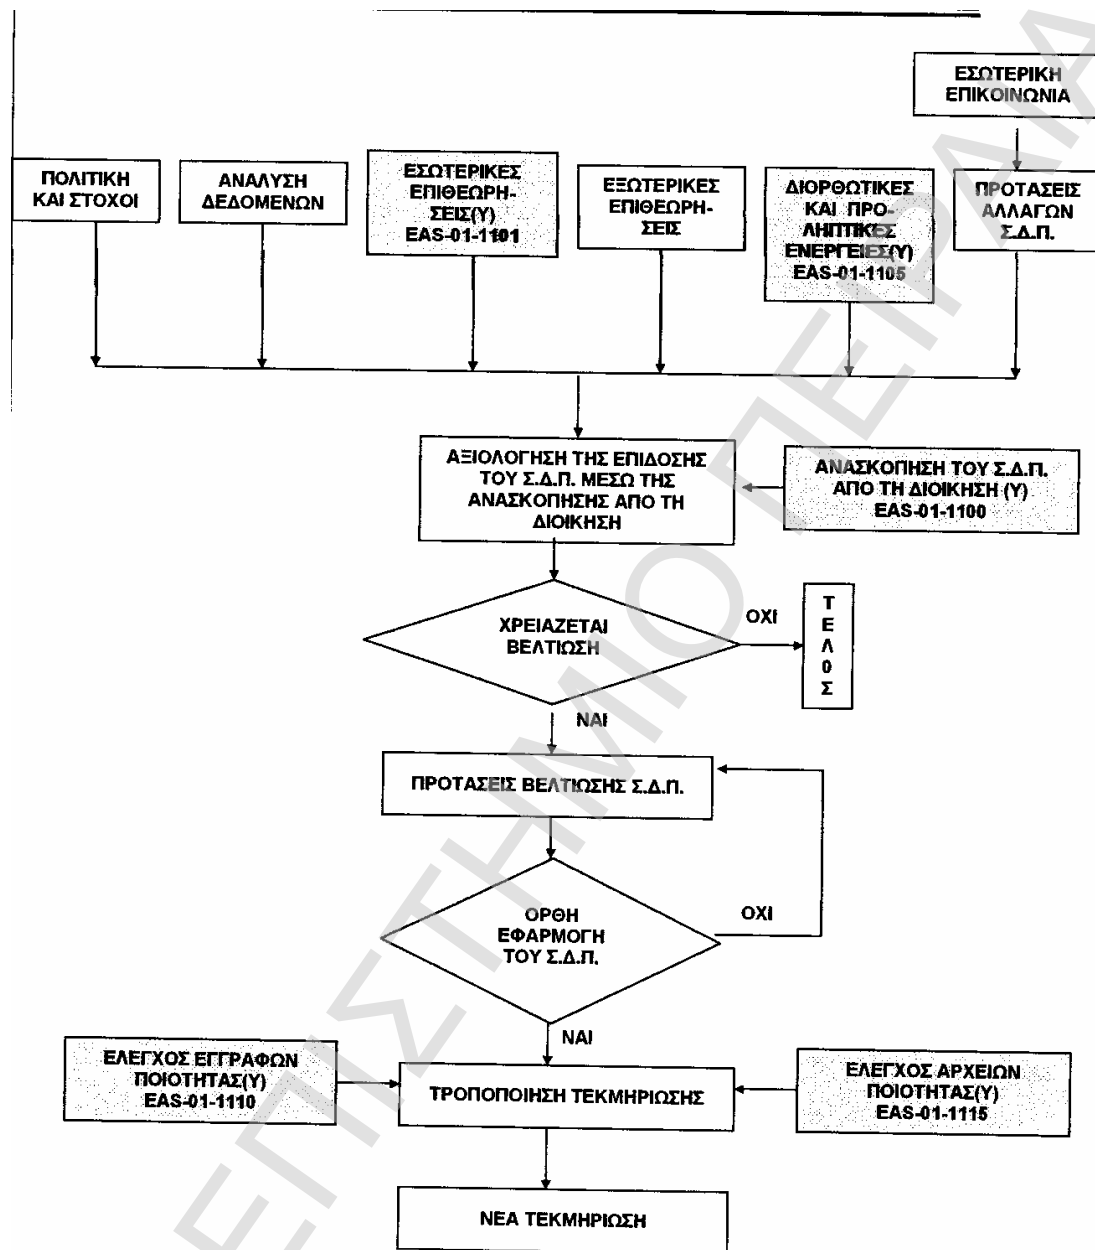 ΕΣΩΤΕΡΙΚΗ
ΕΠΙΚΟΙΝΩΝΙΑ
ΠΟΛΙΤΙΚΗ
ΚΑΙ ΣΤΟΧΟΙ
ΑΝΑΛΥΣΗ
ΔΕΔΟΜΕΝΩΝ
ΕΣΩΤΕΡΙΚΕΣ
ΕΠΙΘΕΩΡΗ-
ΣΕΙΣ(Υ)
EAS-01-1101
ΕΞΩΤΕΡΙΚΕΣ
ΕΠΙΘΕΩΡΗ-
ΣΕΙΣ
ΔΙΟΡΘΩΤΙΚΕΣ
ΚΑΙ ΠΡΟ-
ΛΗΠΤΙΚΕΣ
ΕΝΕΡΓΕΙΕΣ(Υ)
EAS-01-1105
ΠΡΟΤΑΣΕΙΣ
ΑΛΛΑΓΩΝ
Σ.Δ.Π.
ΑΞΙΟΛΟΓΗΣΗ ΤΗΣ ΕΠΙΔΟΣΗΣ
ΤΟΥ Σ.Δ.Π. ΜΕΣΩ ΤΗΣ
ΑΝΑΣΚΟΠΗΣΗΣ ΑΠΟ ΤΗ
ΔΙΟΙΚΗΣΗ
ΑΝΑΣΚΟΠΗΣΗ ΤΟΥ Σ.Δ.Π.
ΑΠΟ ΤΗ ΔΙΟΙΚΗΣΗ (Υ)
EAS-01-1100
ΧΡΕΙΑΖΕΤΑΙ
ΒΕΛΤΙΩΣΗ
ΟΧΙ
Τ
Ε
Λ
Ο
Σ
ΝΑΙ
ΠΡΟΤΑΣΕΙΣ ΒΕΛΤΙΩΣΗΣ Σ.Δ.Π.
ΟΡΘΗ
ΕΦΑΡΜΟΓΗ
ΤΟΥ Σ.Δ.Π.
ΟΧΙ
ΝΑΙ
ΕΛΕΓΧΟΣ ΕΓΓΡΑΦΩΝ
ΠΟΙΟΤΗΤΑΣ(Υ)
EAS-01-1110
ΤΡΟΠΟΠΟΙΗΣΗ ΤΕΚΜΗΡΙΩΣΗΣ
ΕΛΕΓΧΟΣ ΑΡΧΕΙΩΝ
ΠΟΙΟΤΗΤΑΣ(Υ)
EAS-01-1115
ΝΕΑ ΤΕΚΜΗΡΙΩΣΗ
ΕΠΙΣΤΗΜΙΟ ΠΕΙΡΑΙΑ